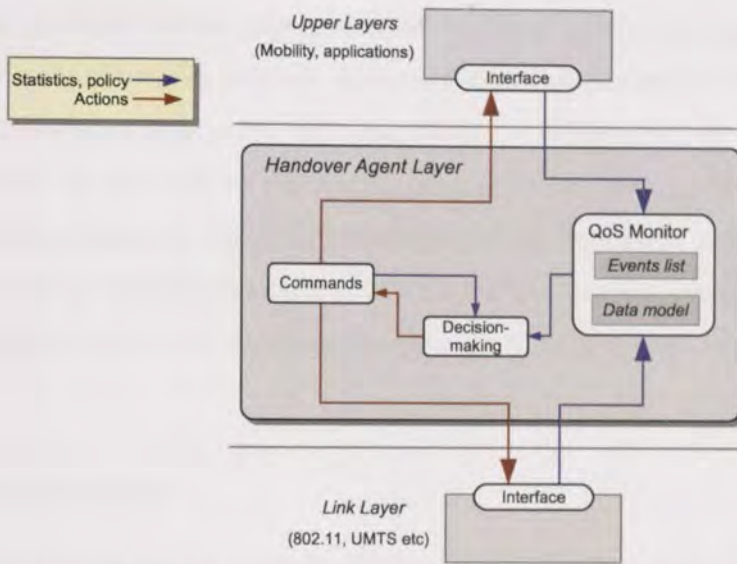 Upper Layers
(Mobility, applications)
Interface
Statistics, policy
Actions
Handover Agent Layer
QoS Monitor
Events list
Data model
Commands
Decision-
making
Interface
Link Layer
(802.11, UMTS etc)